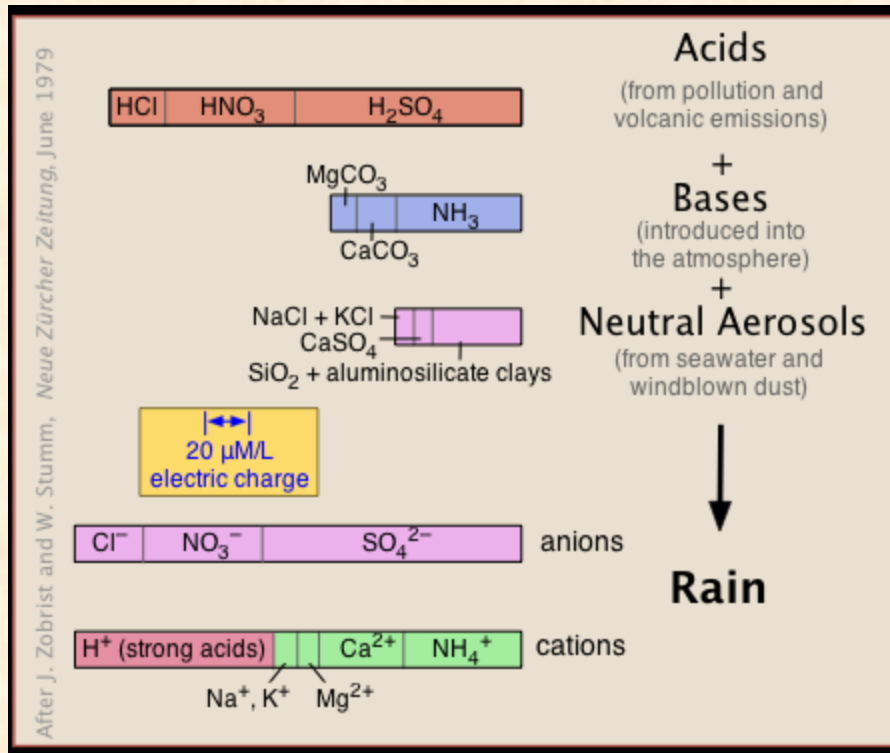 Acids
(from pollution and
volcanic emissions)
HCl HNO₃ H₂SO₄
+
Bases
(introduced into
the atmosphere)
MgCO₃
NH₃
CaCO₃
+
Neutral Aerosols
(from seawater and
windblown dust)
NaCl + KCl
CaSO₄
SiO₂ + aluminosilicate clays
20 µM/L
electric charge
Cl⁻ NO₃⁻ SO₄²⁻ anions
Rain
H⁺ (strong acids) Ca²⁺ NH₄⁺ cations
Na⁺, K⁺ Mg²⁺
After J. Zobrist and W. Stumm, Neue Zürcher Zeitung, June 1979